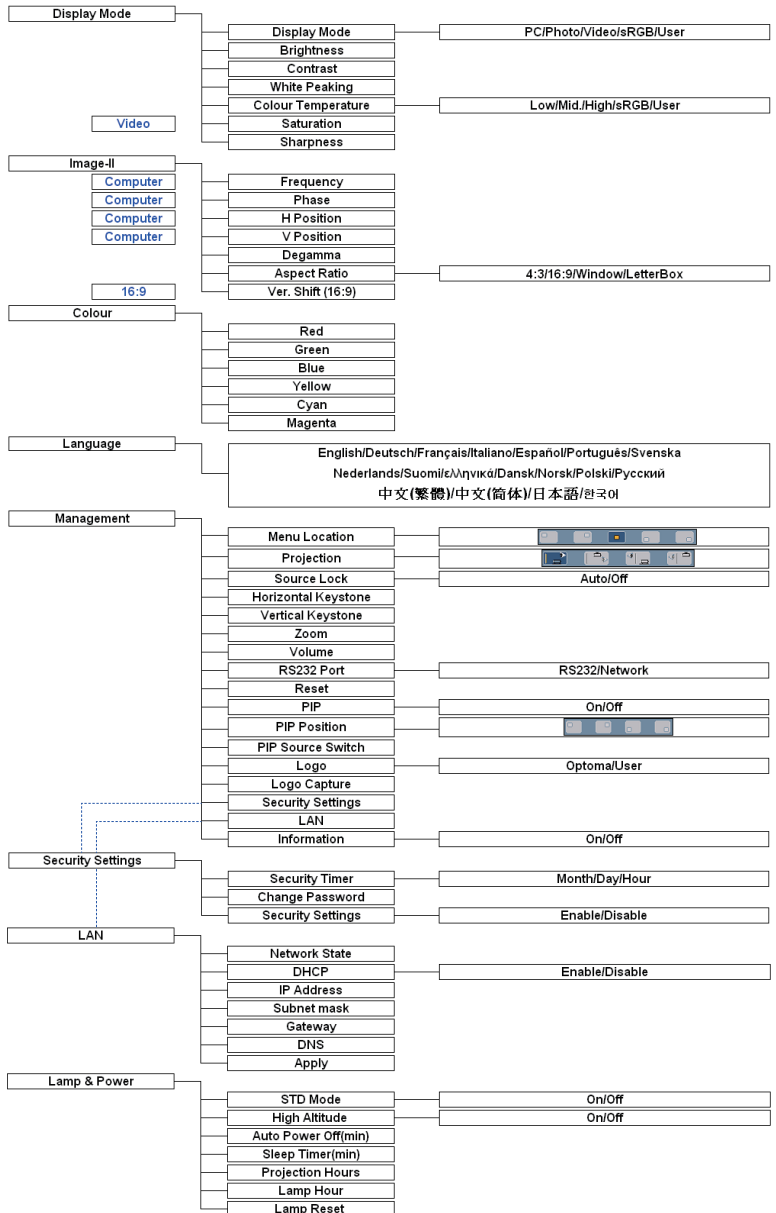 Display Mode
Display Mode PC/Photo/Video/sRGB/User
Brightness
Contrast
White Peaking
Colour Temperature Low/Mid./High/sRGB/User
Video Saturation
Sharpness
Image-II
Computer Frequency
Computer Phase
Computer H Position
Computer V Position
Degamma
Aspect Ratio 4:3/16:9/Window/LetterBox
16:9 Ver. Shift (16:9)
Colour
Red
Green
Blue
Yellow
Cyan
Magenta
Language
English/Deutsch/Français/Italiano/Español/Português/Svenska
Nederlands/Suomi/ελληνικά/Dansk/Norsk/Polski/Русский
中文(繁體)/中文(简体)/日本語/한국어
Management
Menu Location
Projection
Source Lock Auto/Off
Horizontal Keystone
Vertical Keystone
Zoom
Volume
RS232 Port RS232/Network
Reset
PIP On/Off
PIP Position
PIP Source Switch
Logo Optoma/User
Logo Capture
Security Settings
LAN
Information On/Off
Security Settings
Security Timer Month/Day/Hour
Change Password
Security Settings Enable/Disable
LAN
Network State
DHCP Enable/Disable
IP Address
Subnet mask
Gateway
DNS
Apply
Lamp & Power
STD Mode On/Off
High Altitude On/Off
Auto Power Off(min)
Sleep Timer(min)
Projection Hours
Lamp Hour
Lamp Reset